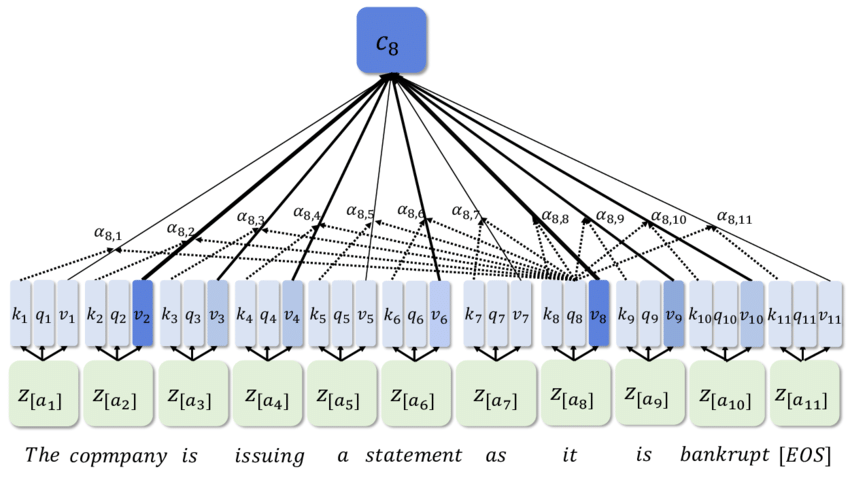 c₈
α₈,₁ α₈,₂ α₈,₃ α₈,₄ α₈,₅ α₈,₆ α₈,₇ α₈,₈ α₈,₉ α₈,₁₀ α₈,₁₁
k₁ q₁ v₁ k₂ q₂ v₂ k₃ q₃ v₃ k₄ q₄ v₄ k₅ q₅ v₅ k₆ q₆ v₆ k₇ q₇ v₇ k₈ q₈ v₈ k₉ q₉ v₉ k₁₀ q₁₀ v₁₀ k₁₁ q₁₁ v₁₁
z[a₁] z[a₂] z[a₃] z[a₄] z[a₅] z[a₆] z[a₇] z[a₈] z[a₉] z[a₁₀] z[a₁₁]
The copmpany is issuing a statement as it is bankrupt [EOS]